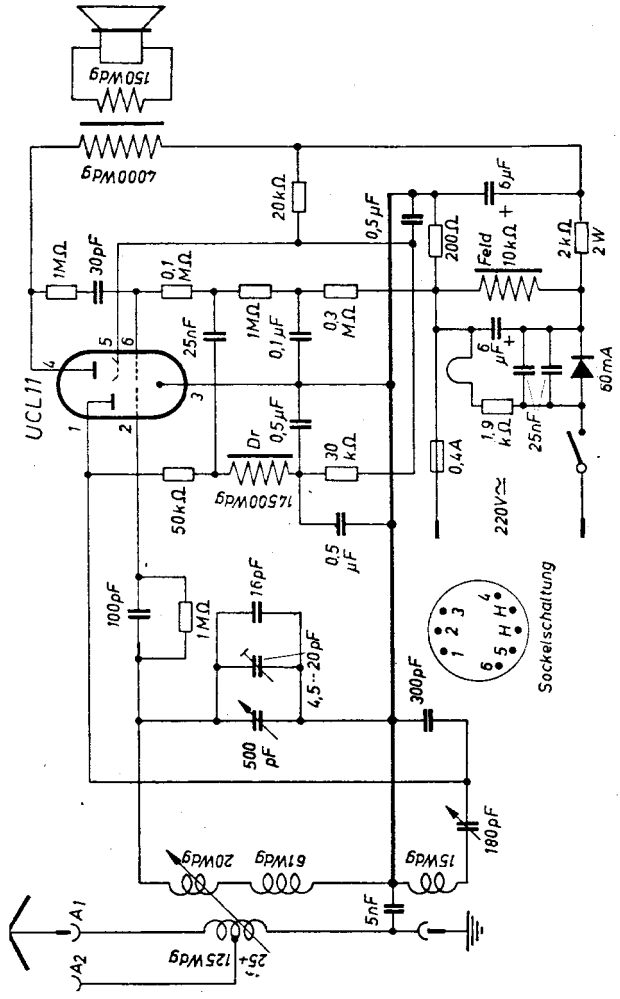 A1
A2
25+
125Wdg
20Wdg
61Wdg
15Wdg
5nF
180pF
300pF
500
pF
4,5--20pF
16pF
100pF
1MΩ
UCL11
1
2
3
4
5
6
50kΩ
Dr
14500Wdg
30
kΩ
0,5
µF
0,5µF
25nF
1MΩ
30pF
0,1
MΩ
1MΩ
0,1µF
0,3
MΩ
4000Wdg
150Wdg
20kΩ
0,5µF
200Ω
6µF
+
Feld
10kΩ
2kΩ
2W
6
µF
+
1,9
kΩ
25nF
60mA
0,4A
220V≂
1 2 3
6 5 H H 4
Sockelschaltung